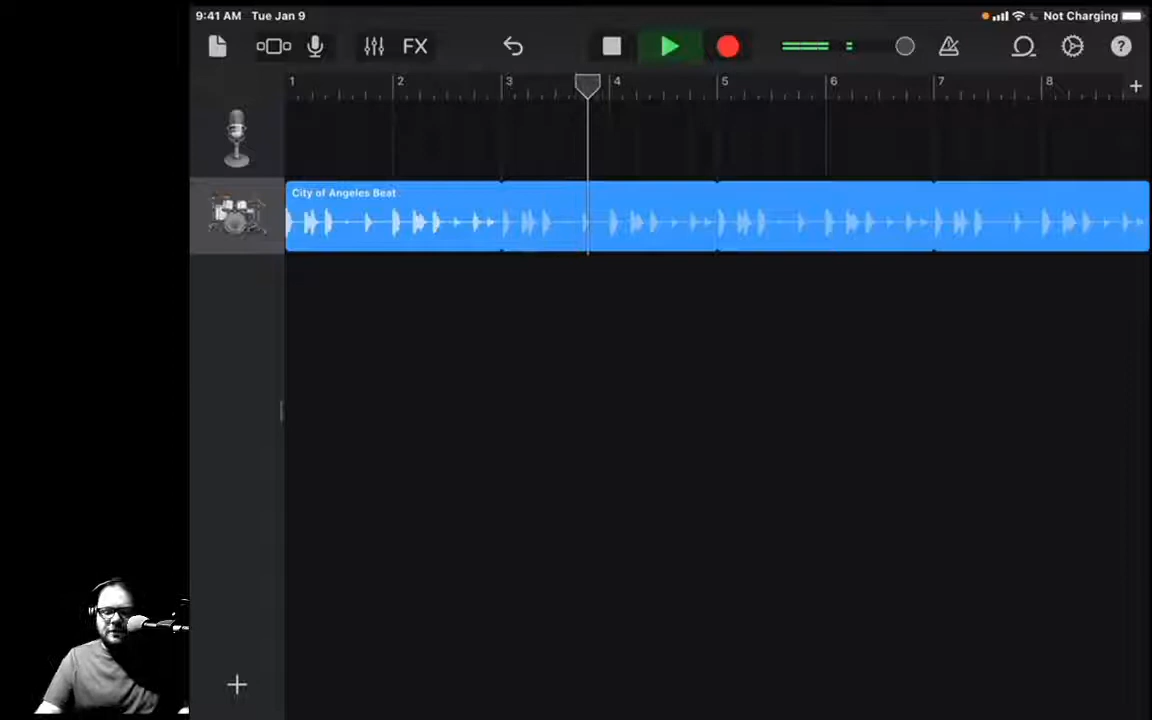 9:41 AM Tue Jan 9
Not Charging
FX
?
1 2 3 4 5 6 7 8
City of Angeles Beat